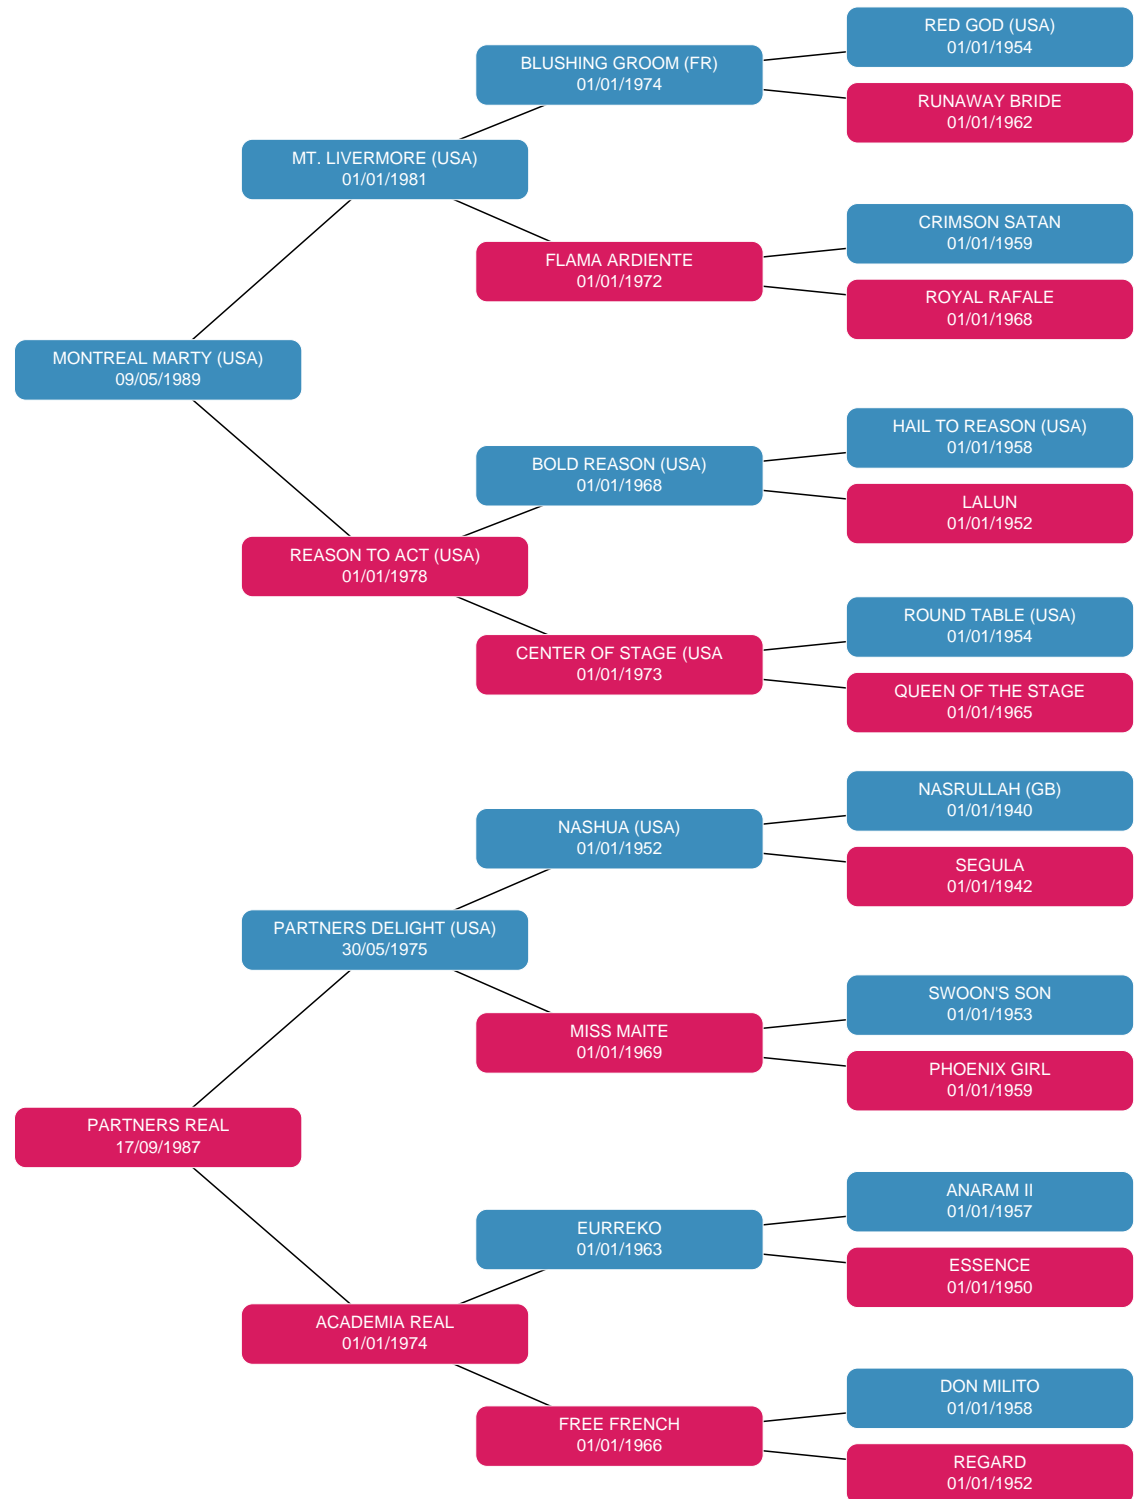 RED GOD (USA)
01/01/1954
BLUSHING GROOM (FR)
01/01/1974
RUNAWAY BRIDE
01/01/1962
MT. LIVERMORE (USA)
01/01/1981
CRIMSON SATAN
01/01/1959
FLAMA ARDIENTE
01/01/1972
ROYAL RAFALE
01/01/1968
MONTREAL MARTY (USA)
09/05/1989
HAIL TO REASON (USA)
01/01/1958
BOLD REASON (USA)
01/01/1968
LALUN
01/01/1952
REASON TO ACT (USA)
01/01/1978
ROUND TABLE (USA)
01/01/1954
CENTER OF STAGE (USA
01/01/1973
QUEEN OF THE STAGE
01/01/1965
NASRULLAH (GB)
01/01/1940
NASHUA (USA)
01/01/1952
SEGULA
01/01/1942
PARTNERS DELIGHT (USA)
30/05/1975
SWOON'S SON
01/01/1953
MISS MAITE
01/01/1969
PHOENIX GIRL
01/01/1959
PARTNERS REAL
17/09/1987
ANARAM II
01/01/1957
EURREKO
01/01/1963
ESSENCE
01/01/1950
ACADEMIA REAL
01/01/1974
DON MILITO
01/01/1958
FREE FRENCH
01/01/1966
REGARD
01/01/1952